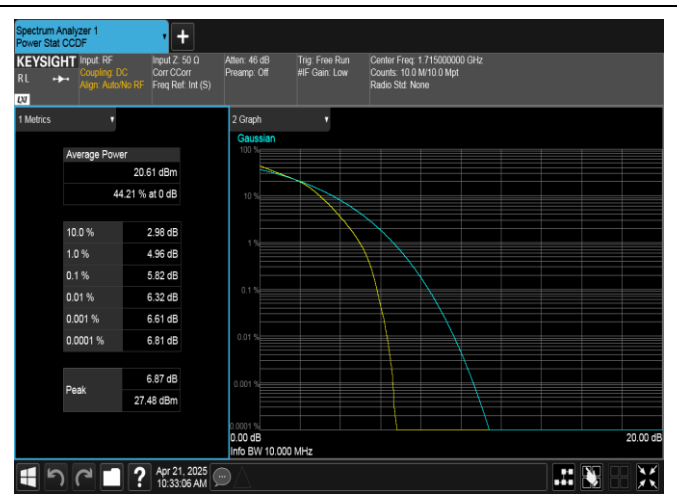 Spectrum Analyzer 1
Power Stat CCDF
+
KEYSIGHT
RL
LXI
Input: RF
Coupling: DC
Align: Auto/No RF
Input Z: 50 Ω
Corr CCorr
Freq Ref: Int (S)
Atten: 46 dB
Preamp: Off
Trig: Free Run
#IF Gain: Low
Center Freq: 1.715000000 GHz
Counts: 10.0 M/10.0 Mpt
Radio Std: None
1 Metrics
Average Power
20.61 dBm
44.21 % at 0 dB
10.0 % 2.98 dB
1.0 % 4.96 dB
0.1 % 5.82 dB
0.01 % 6.32 dB
0.001 % 6.61 dB
0.0001 % 6.81 dB
Peak
6.87 dB
27.48 dBm
2 Graph
Gaussian
100 %
10 %
1 %
0.1 %
0.01 %
0.001 %
0.0001 %
0.00 dB 20.00 dB
Info BW 10.000 MHz
?
Apr 21, 2025
10:33:06 AM